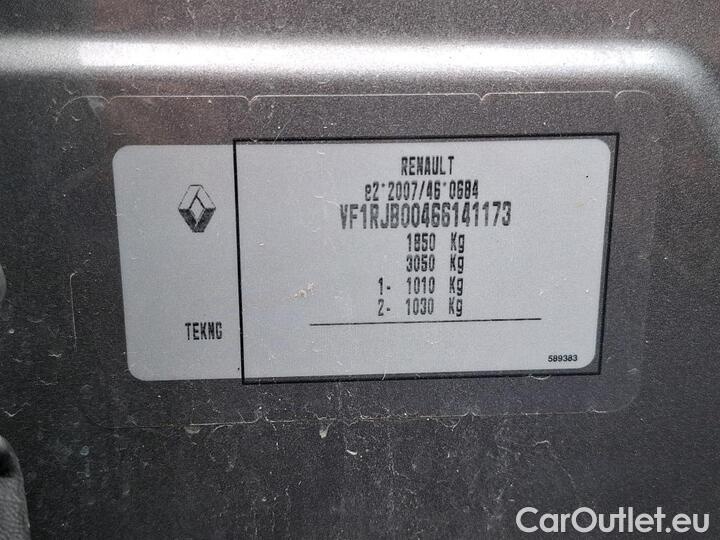 RENAULT
e2*2007/46*0684
VF1RJB00466141173
1850 Kg
3050 Kg
1- 1010 Kg
2- 1030 Kg
TEKNG
589383
CarOutlet.eu